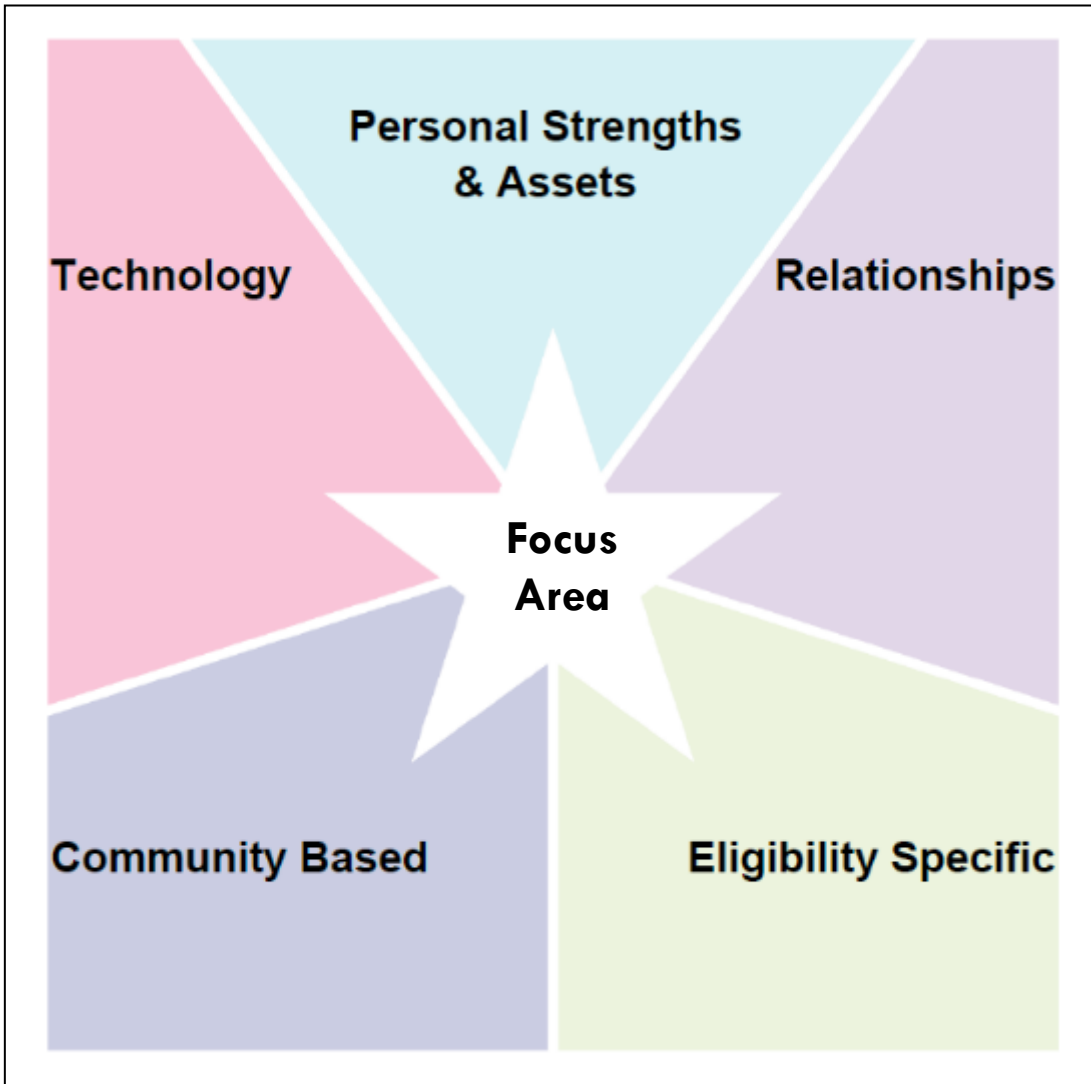 Personal Strengths
& Assets
Technology
Relationships
Focus
Area
Community Based
Eligibility Specific